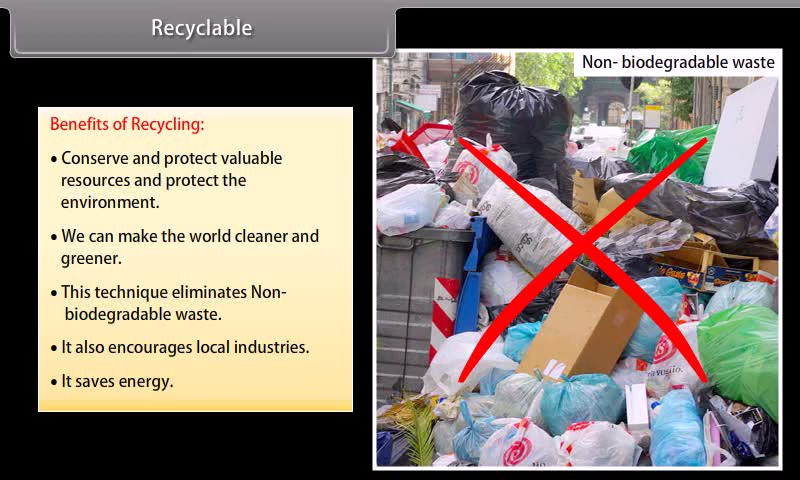 Recyclable
Non- biodegradable waste
Benefits of Recycling:
• Conserve and protect valuable
resources and protect the
environment.
• We can make the world cleaner and
greener.
• This technique eliminates Non-
biodegradable waste.
• It also encourages local industries.
• It saves energy.